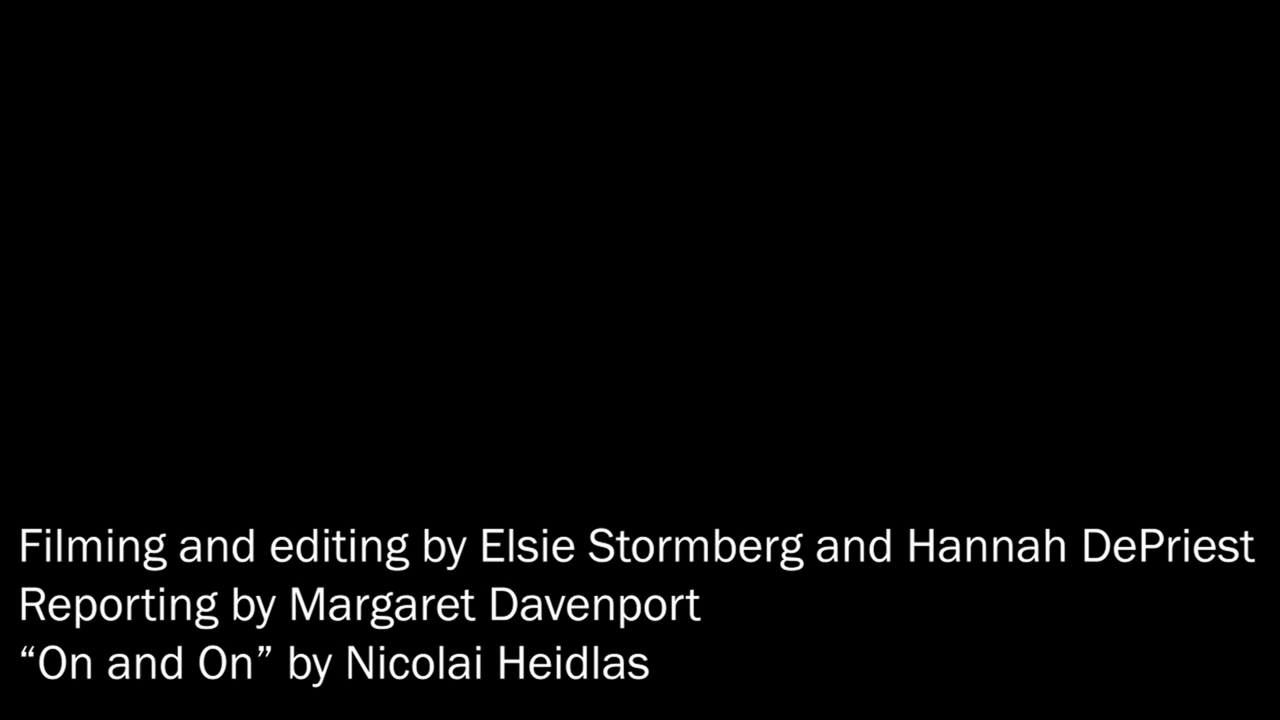 Filming and editing by Elsie Stormberg and Hannah DePriest
Reporting by Margaret Davenport
“On and On” by Nicolai Heidlas